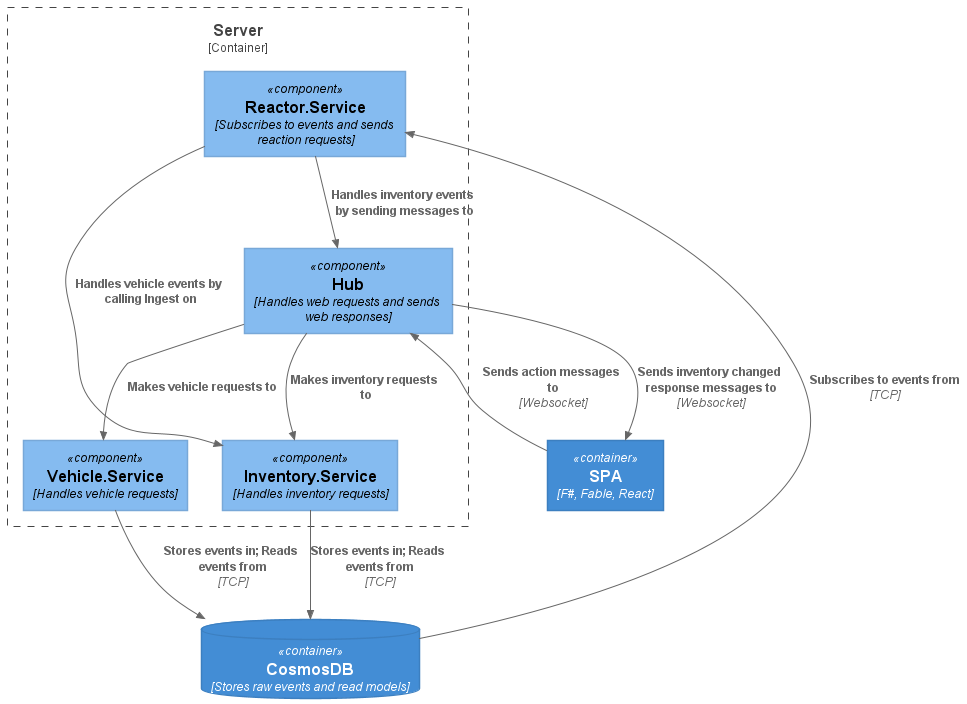 Server
[Container]
«component»
Reactor.Service
[Subscribes to events and sends
reaction requests]
Handles inventory events
by sending messages to
Handles vehicle events by
calling Ingest on
«component»
Hub
[Handles web requests and sends
web responses]
Makes vehicle requests to
Makes inventory requests
to
Sends action messages
to
[Websocket]
Sends inventory changed
response messages to
[Websocket]
Subscribes to events from
[TCP]
«component»
Vehicle.Service
[Handles vehicle requests]
«component»
Inventory.Service
[Handles inventory requests]
«container»
SPA
[F#, Fable, React]
Stores events in; Reads
events from
[TCP]
Stores events in; Reads
events from
[TCP]
«container»
CosmosDB
[Stores raw events and read models]